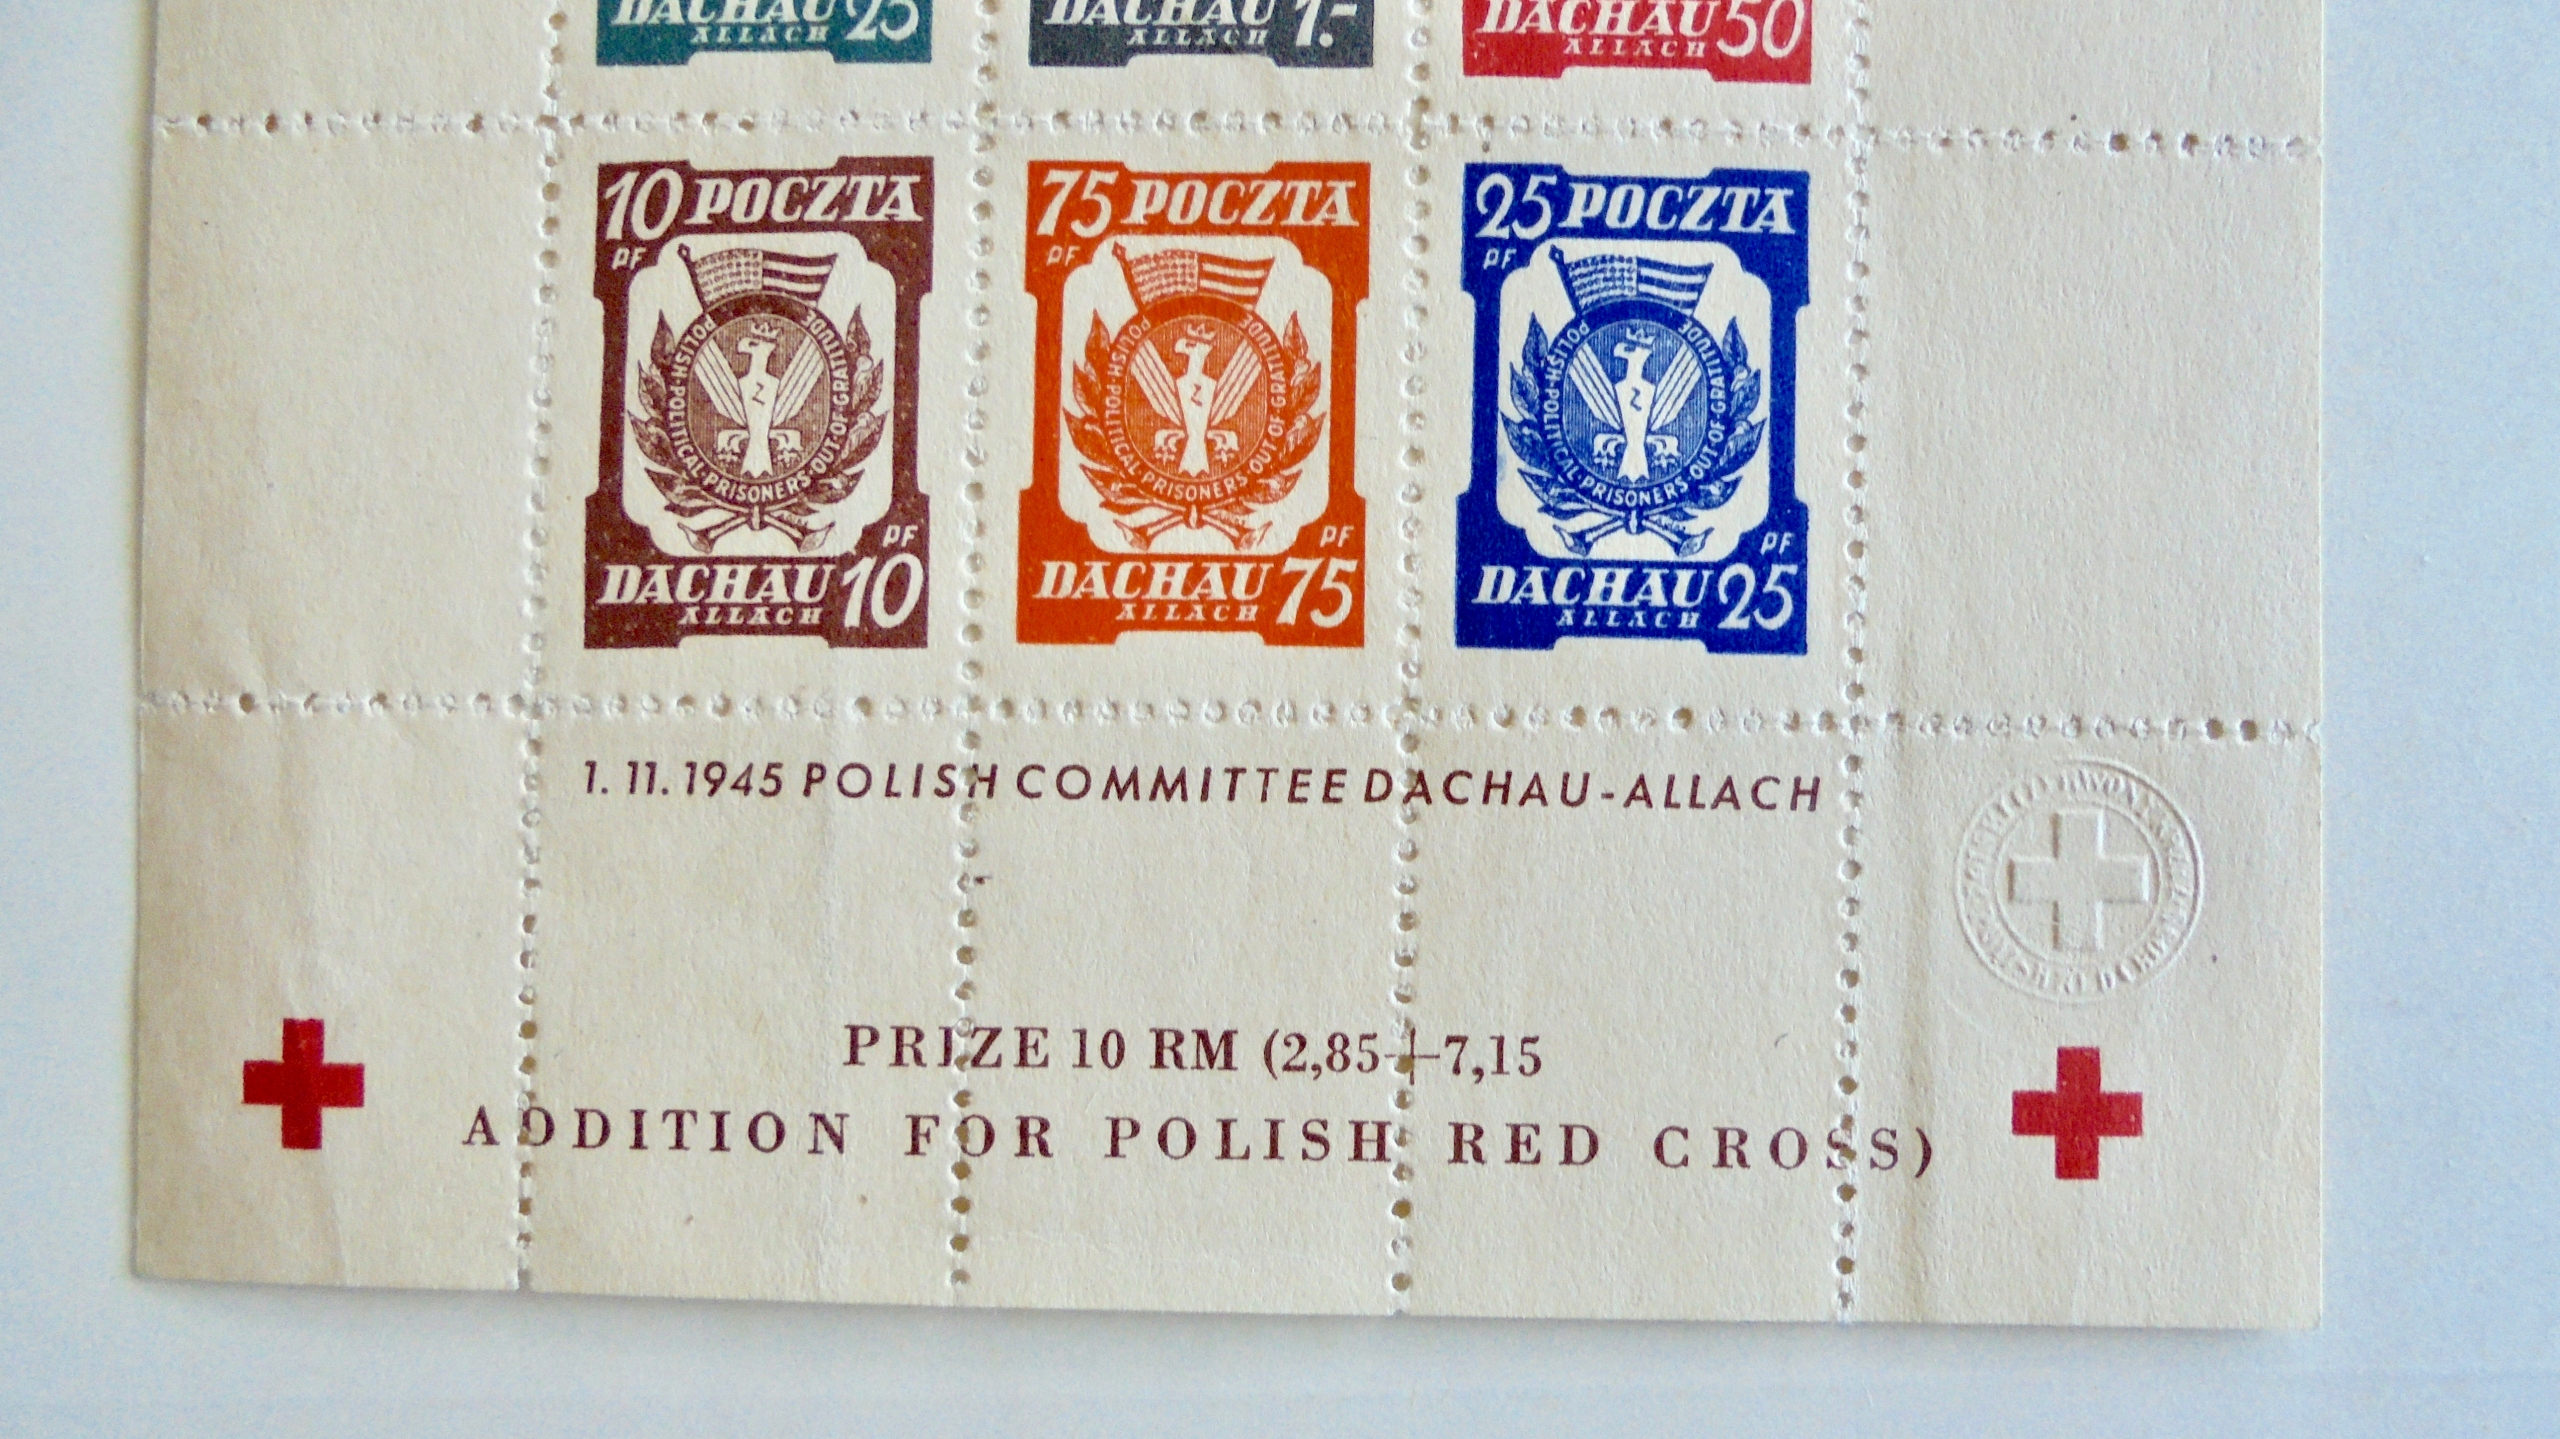 DACHAU 25
ALLACH
DACHAU 1.-
ALLACH
DACHAU 50
ALLACH
10 POCZTA
PF
POLISH·POLITICAL·PRISONERS·OUT·OF·GRATITUDE
PF
DACHAU 10
ALLACH
75 POCZTA
PF
POLISH·POLITICAL·PRISONERS·OUT·OF·GRATITUDE
PF
DACHAU 75
ALLACH
25 POCZTA
PF
POLISH·POLITICAL·PRISONERS·OUT·OF·GRATITUDE
PF
DACHAU 25
ALLACH
1. 11. 1945 POLISH COMMITTEE DACHAU-ALLACH
PRIZE 10 RM (2,85+7,15
ADDITION FOR POLISH RED CROSS)